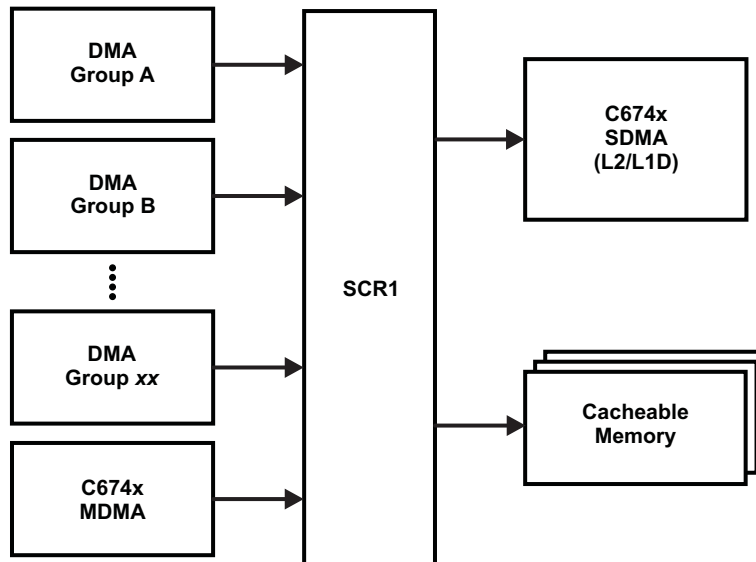 DMA
Group A
DMA
Group B
DMA
Group xx
C674x
MDMA
SCR1
C674x
SDMA
(L2/L1D)
Cacheable
Memory